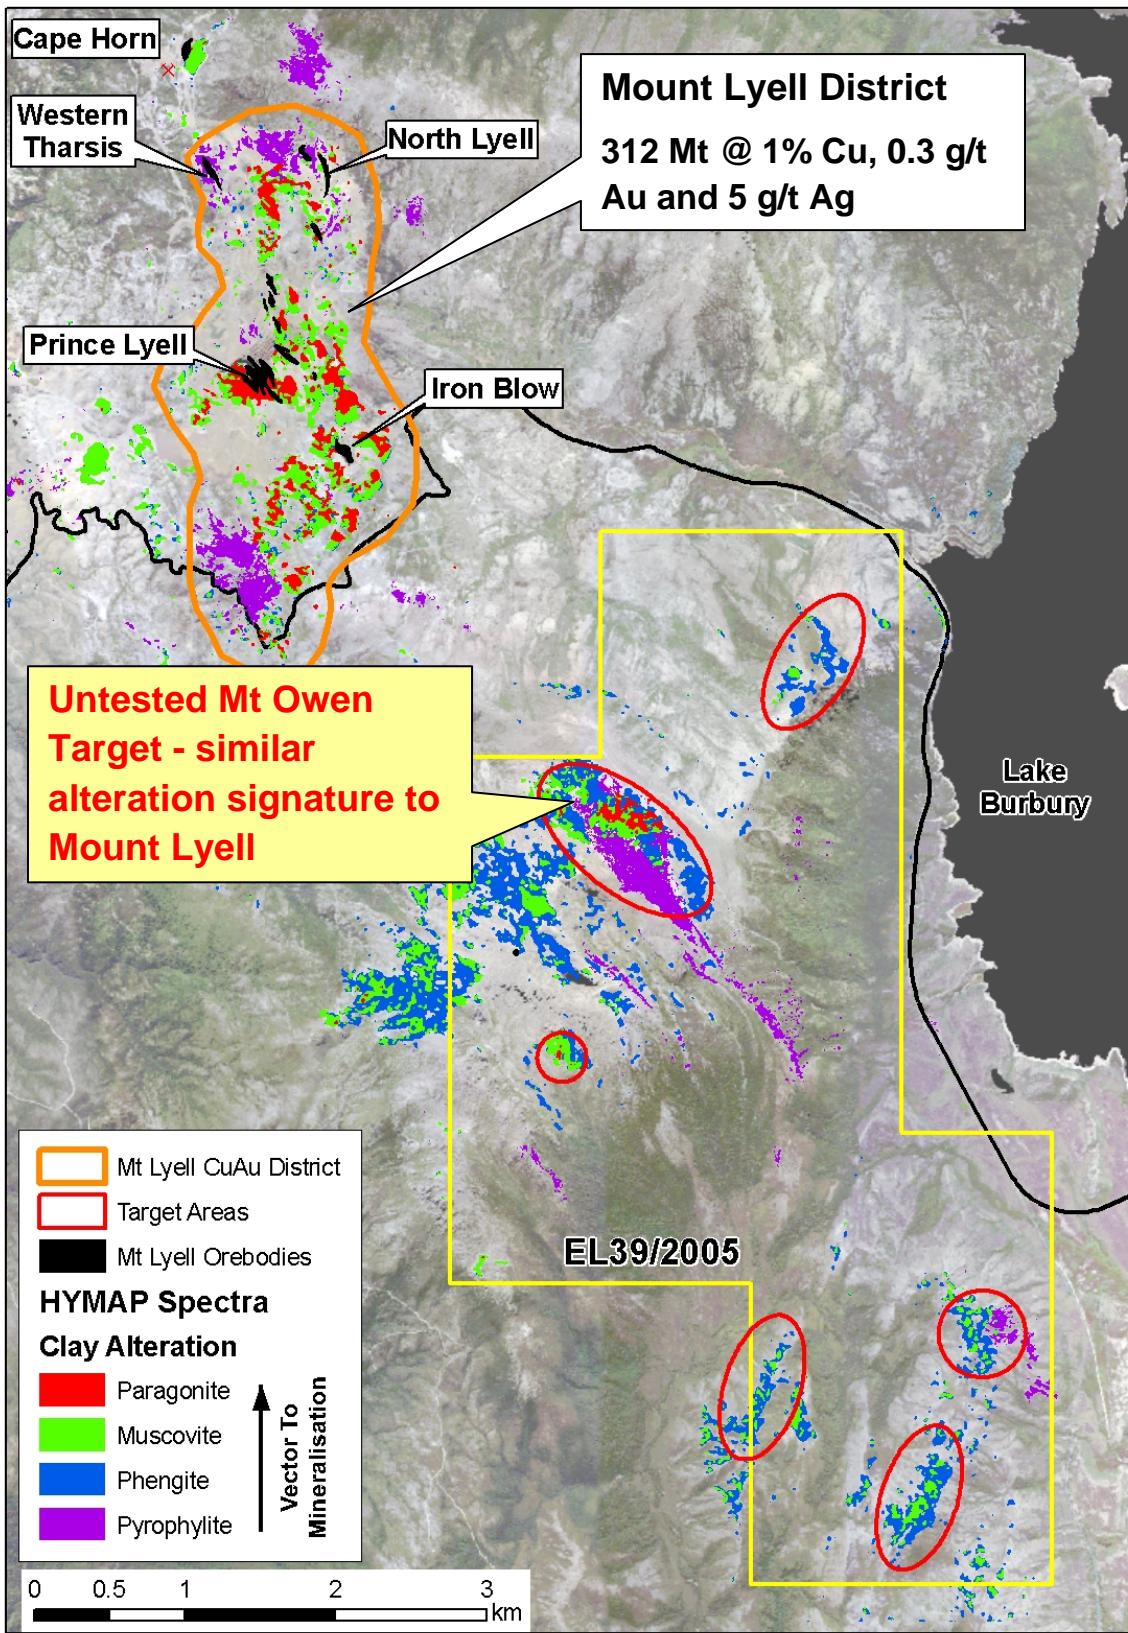 Cape Horn
Western
Tharsis
North Lyell
Mount Lyell District
312 Mt @ 1% Cu, 0.3 g/t
Au and 5 g/t Ag
Prince Lyell
Iron Blow
Untested Mt Owen
Target - similar
alteration signature to
Mount Lyell
Lake
Burbury
EL39/2005
Mt Lyell CuAu District
Target Areas
Mt Lyell Orebodies
HYMAP Spectra
Clay Alteration
Paragonite
Muscovite
Phengite
Pyrophylite
Vector To
Mineralisation
0 0.5 1 2 3
km